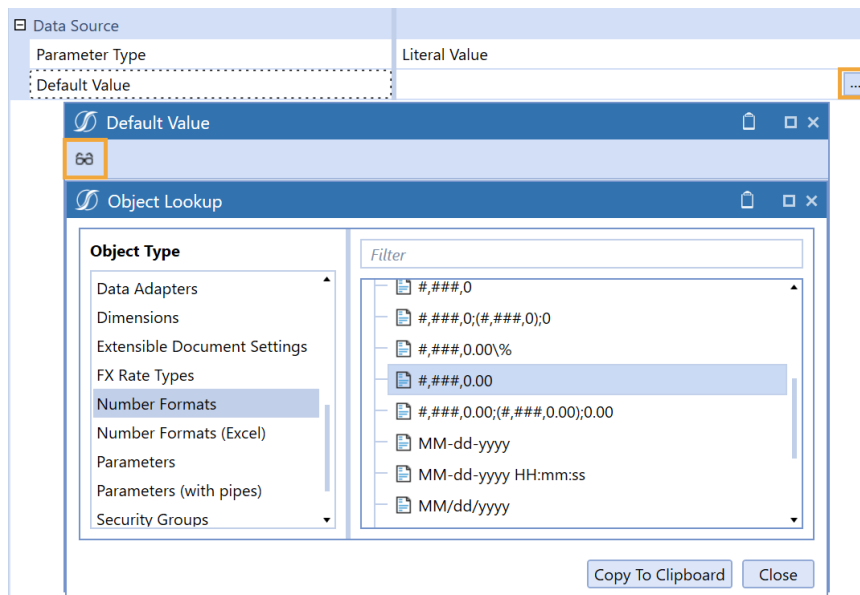 Data Source
Parameter Type Literal Value
Default Value ...
Default Value
Object Lookup
Object Type
Filter
Data Adapters
Dimensions
Extensible Document Settings
FX Rate Types
Number Formats
Number Formats (Excel)
Parameters
Parameters (with pipes)
Security Groups
#,###,0
#,###,0;(#,###,0);0
#,###,0.00\%
#,###,0.00
#,###,0.00;(#,###,0.00);0.00
MM-dd-yyyy
MM-dd-yyyy HH:mm:ss
MM/dd/yyyy
Copy To Clipboard Close